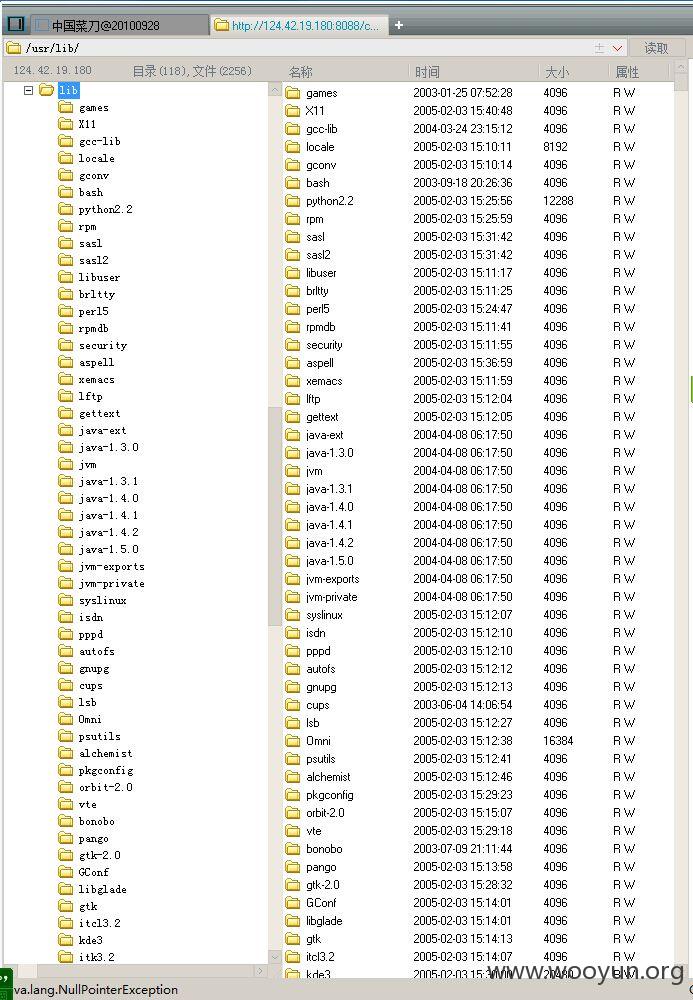 中国菜刀@20100928
http://124.42.19.180:8088/c...
/usr/lib/
读取
124.42.19.180 目录(118),文件(2256)
名称 时间 大小 属性
lib
games
X11
gcc-lib
locale
gconv
bash
python2.2
rpm
sasl
sasl2
libuser
brltty
perl5
rpmdb
security
aspell
xemacs
lftp
gettext
java-ext
java-1.3.0
jvm
java-1.3.1
java-1.4.0
java-1.4.1
java-1.4.2
java-1.5.0
jvm-exports
jvm-private
syslinux
isdn
pppd
autofs
gnupg
cups
lsb
Omni
psutils
alchemist
pkgconfig
orbit-2.0
vte
bonobo
pango
gtk-2.0
GConf
libglade
gtk
itcl3.2
kde3
itk3.2
games 2003-01-25 07:52:28 4096 R W
X11 2005-02-03 15:40:48 4096 R W
gcc-lib 2004-03-24 23:15:12 4096 R W
locale 2005-02-03 15:10:11 8192 R W
gconv 2005-02-03 15:10:14 4096 R W
bash 2003-09-18 20:26:36 4096 R W
python2.2 2005-02-03 15:25:56 12288 R W
rpm 2005-02-03 15:25:59 4096 R W
sasl 2005-02-03 15:31:42 4096 R W
sasl2 2005-02-03 15:31:42 4096 R W
libuser 2005-02-03 15:11:17 4096 R W
brltty 2005-02-03 15:11:25 4096 R W
perl5 2005-02-03 15:24:47 4096 R W
rpmdb 2005-02-03 15:11:41 4096 R W
security 2005-02-03 15:11:55 4096 R W
aspell 2005-02-03 15:36:59 4096 R W
xemacs 2005-02-03 15:11:59 4096 R W
lftp 2005-02-03 15:12:04 4096 R W
gettext 2005-02-03 15:12:05 4096 R W
java-ext 2004-04-08 06:17:50 4096 R W
java-1.3.0 2004-04-08 06:17:50 4096 R W
jvm 2004-04-08 06:17:50 4096 R W
java-1.3.1 2004-04-08 06:17:50 4096 R W
java-1.4.0 2004-04-08 06:17:50 4096 R W
java-1.4.1 2004-04-08 06:17:50 4096 R W
java-1.4.2 2004-04-08 06:17:50 4096 R W
java-1.5.0 2004-04-08 06:17:50 4096 R W
jvm-exports 2004-04-08 06:17:50 4096 R W
jvm-private 2004-04-08 06:17:50 4096 R W
syslinux 2005-02-03 15:12:07 4096 R W
isdn 2005-02-03 15:12:10 4096 R W
pppd 2005-02-03 15:12:10 4096 R W
autofs 2005-02-03 15:12:12 4096 R W
gnupg 2005-02-03 15:12:13 4096 R W
cups 2003-06-04 14:06:54 4096 R W
lsb 2005-02-03 15:12:27 4096 R W
Omni 2005-02-03 15:12:38 16384 R W
psutils 2005-02-03 15:12:41 4096 R W
alchemist 2005-02-03 15:12:46 4096 R W
pkgconfig 2005-02-03 15:29:23 4096 R W
orbit-2.0 2005-02-03 15:15:07 4096 R W
vte 2005-02-03 15:29:18 4096 R W
bonobo 2003-07-09 21:11:44 4096 R W
pango 2005-02-03 15:13:58 4096 R W
gtk-2.0 2005-02-03 15:28:32 4096 R W
GConf 2005-02-03 15:14:01 4096 R W
libglade 2005-02-03 15:14:01 4096 R W
gtk 2005-02-03 15:14:13 4096 R W
itcl3.2 2005-02-03 15:14:07 4096 R W
kde3 2005-02-03
www.wooyun.org
va.lang.NullPointerException